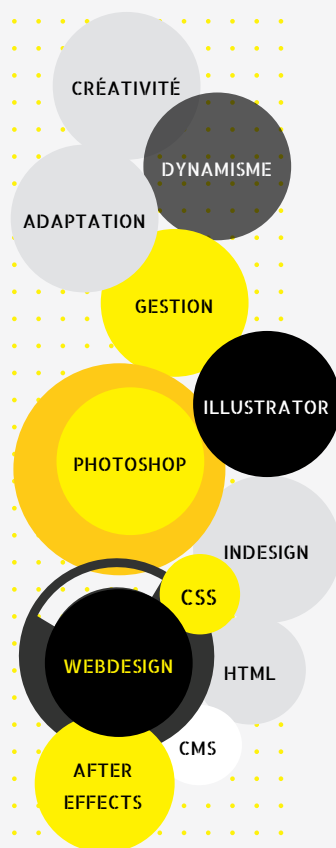 CRÉATIVITÉ
DYNAMISME
ADAPTATION
GESTION
ILLUSTRATOR
PHOTOSHOP
INDESIGN
CSS
WEBDESIGN
HTML
CMS
AFTER
EFFECTS